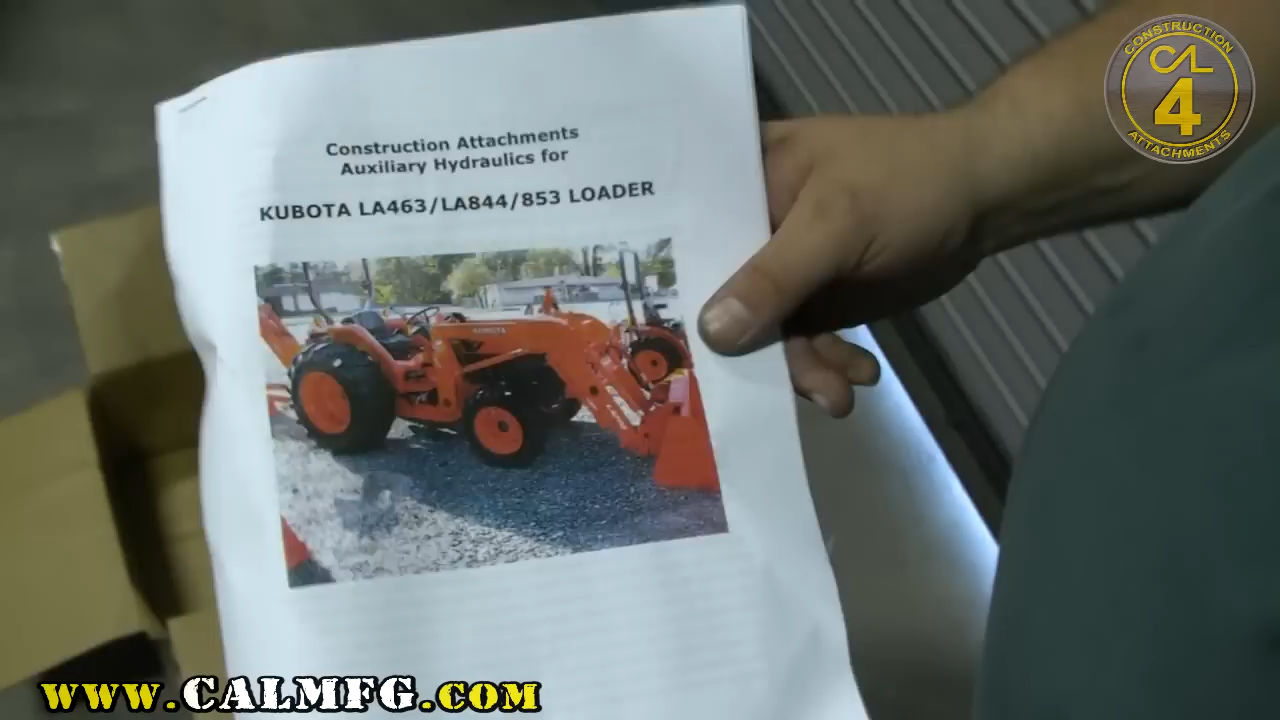 Construction Attachments
Auxiliary Hydraulics for
KUBOTA LA463/LA844/853 LOADER
KUBOTA
CONSTRUCTION
CAL
4
ATTACHMENTS
www.CALMFG.com